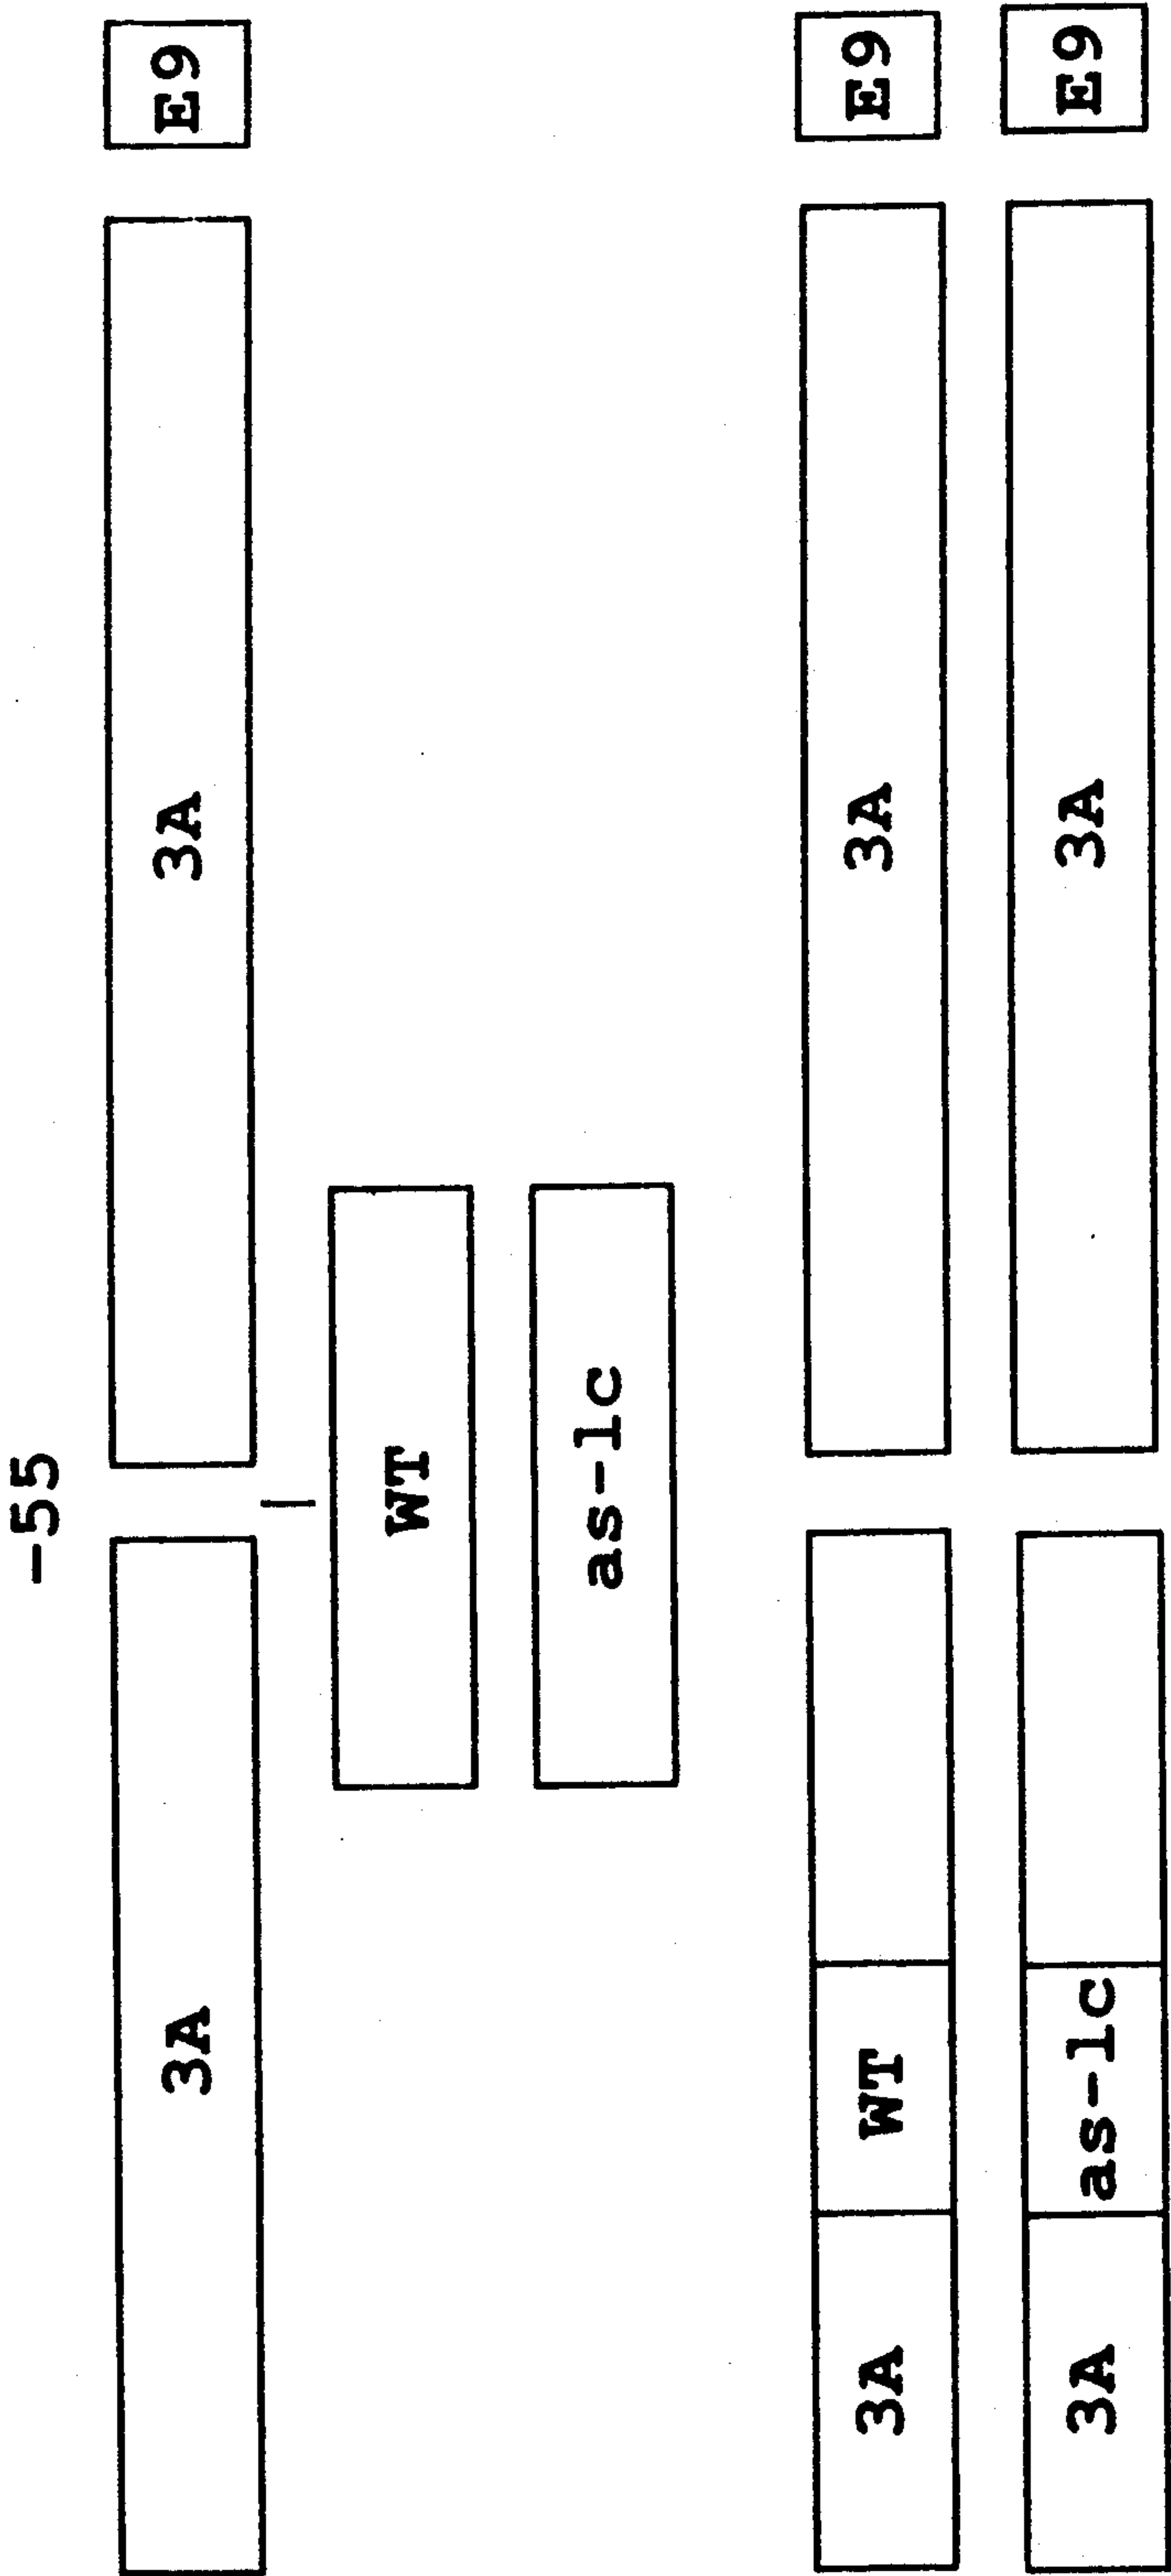 -55
3A 3A E9
WT
as-1c
3A WT 3A E9
3A as-1c 3A E9